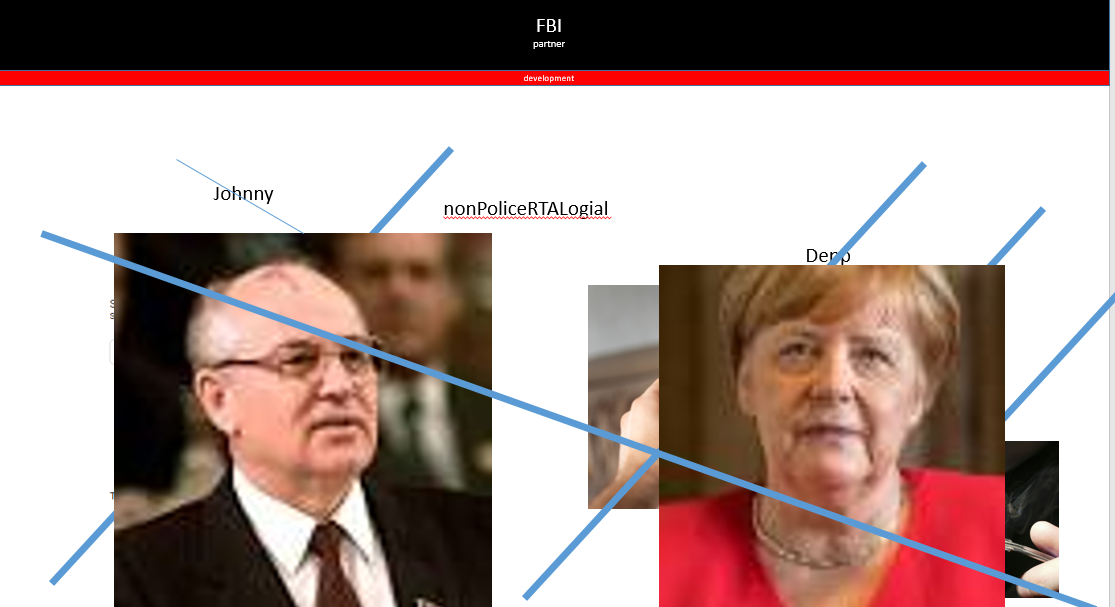 FBI
partner
development
Johnny
nonPoliceRTALogial
Depp